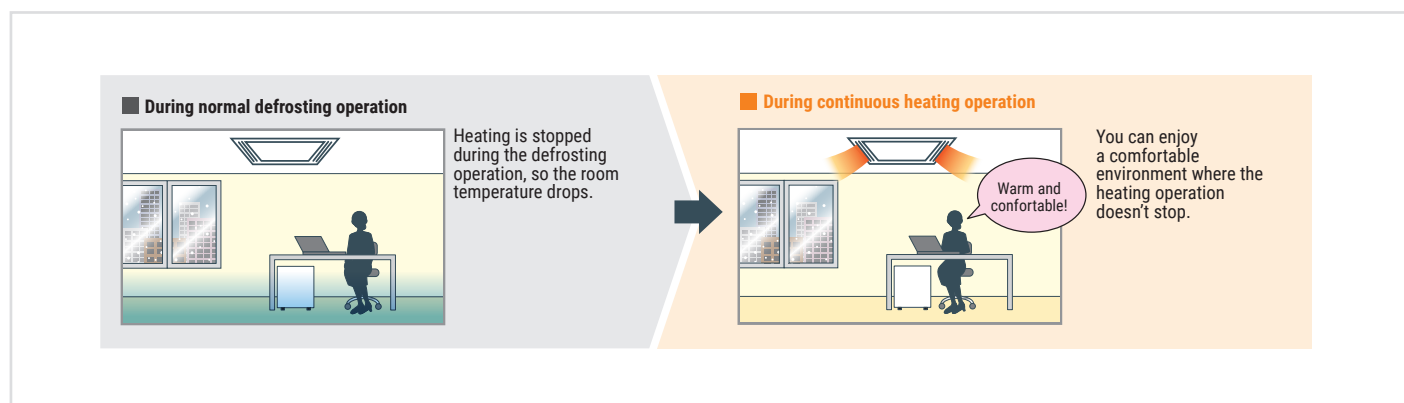 During normal defrosting operation
Heating is stopped
during the defrosting
operation, so the room
temperature drops.
During continuous heating operation
Warm and
confortable!
You can enjoy
a comfortable
environment where the
heating operation
doesn't stop.